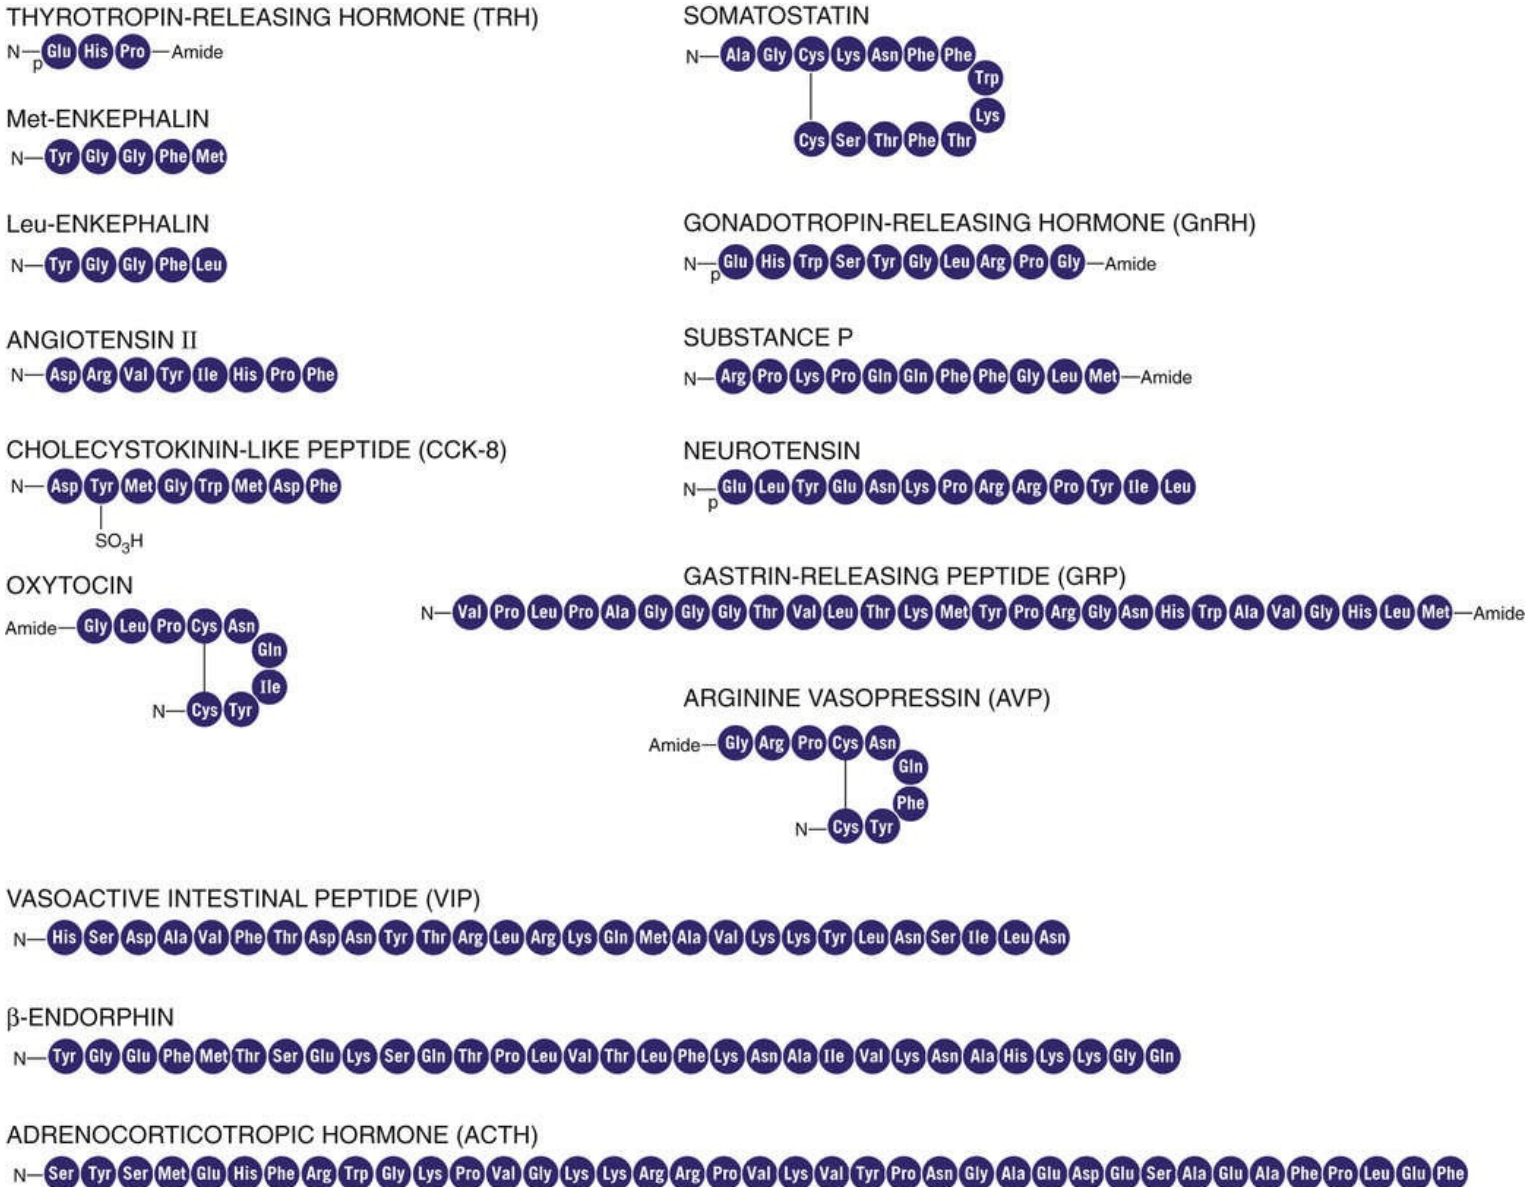 THYROTROPIN-RELEASING HORMONE (TRH)
N pGlu His Pro Amide
Met-ENKEPHALIN
N Tyr Gly Gly Phe Met
Leu-ENKEPHALIN
N Tyr Gly Gly Phe Leu
ANGIOTENSIN II
N Asp Arg Val Tyr Ile His Pro Phe
CHOLECYSTOKININ-LIKE PEPTIDE (CCK-8)
N Asp Tyr Met Gly Trp Met Asp Phe
SO3H
OXYTOCIN
Amide Gly Leu Pro Cys Asn
Gln
Ile
N Cys Tyr
SOMATOSTATIN
N Ala Gly Cys Lys Asn Phe Phe
Trp
Lys
Cys Ser Thr Phe Thr
GONADOTROPIN-RELEASING HORMONE (GnRH)
N pGlu His Trp Ser Tyr Gly Leu Arg Pro Gly Amide
SUBSTANCE P
N Arg Pro Lys Pro Gln Gln Phe Phe Gly Leu Met Amide
NEUROTENSIN
N pGlu Leu Tyr Glu Asn Lys Pro Arg Arg Pro Tyr Ile Leu
GASTRIN-RELEASING PEPTIDE (GRP)
N Val Pro Leu Pro Ala Gly Gly Gly Thr Val Leu Thr Lys Met Tyr Pro Arg Gly Asn His Trp Ala Val Gly His Leu Met Amide
ARGININE VASOPRESSIN (AVP)
Amide Gly Arg Pro Cys Asn
Gln
Phe
N Cys Tyr
VASOACTIVE INTESTINAL PEPTIDE (VIP)
N His Ser Asp Ala Val Phe Thr Asp Asn Tyr Thr Arg Leu Arg Lys Gln Met Ala Val Lys Lys Tyr Leu Asn Ser Ile Leu Asn
β-ENDORPHIN
N Tyr Gly Glu Phe Met Thr Ser Glu Lys Ser Gln Thr Pro Leu Val Thr Leu Phe Lys Asn Ala Ile Val Lys Asn Ala His Lys Lys Gly Gln
ADRENOCORTICOTROPIC HORMONE (ACTH)
N Ser Tyr Ser Met Glu His Phe Arg Trp Gly Lys Pro Val Gly Lys Lys Arg Arg Pro Val Lys Val Tyr Pro Asn Gly Ala Glu Asp Glu Ser Ala Glu Ala Phe Pro Leu Glu Phe